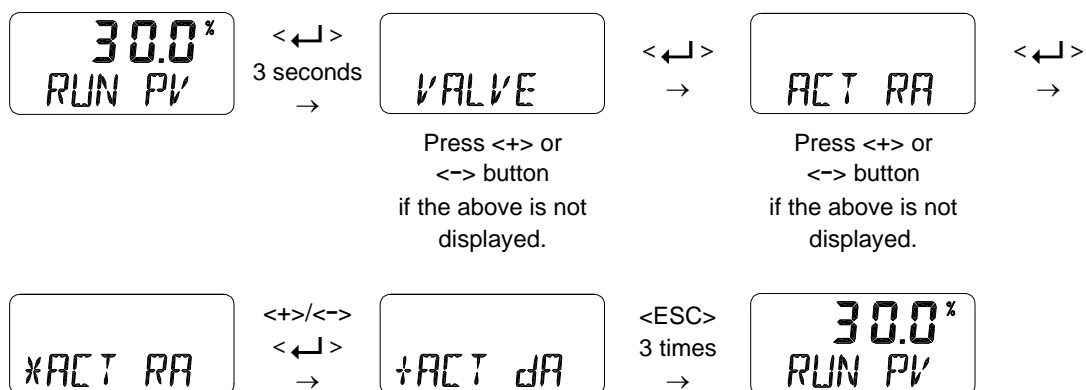 30.0%
RUN PV
<↵>
3 seconds
→
VALVE
Press <+> or
<−> button
if the above is not
displayed.
<↵>
→
ACT RA
Press <+> or
<−> button
if the above is not
displayed.
<↵>
→
*ACT RA
<+>/<−>
<↵>
→
+ACT dA
<ESC>
3 times
→
30.0%
RUN PV